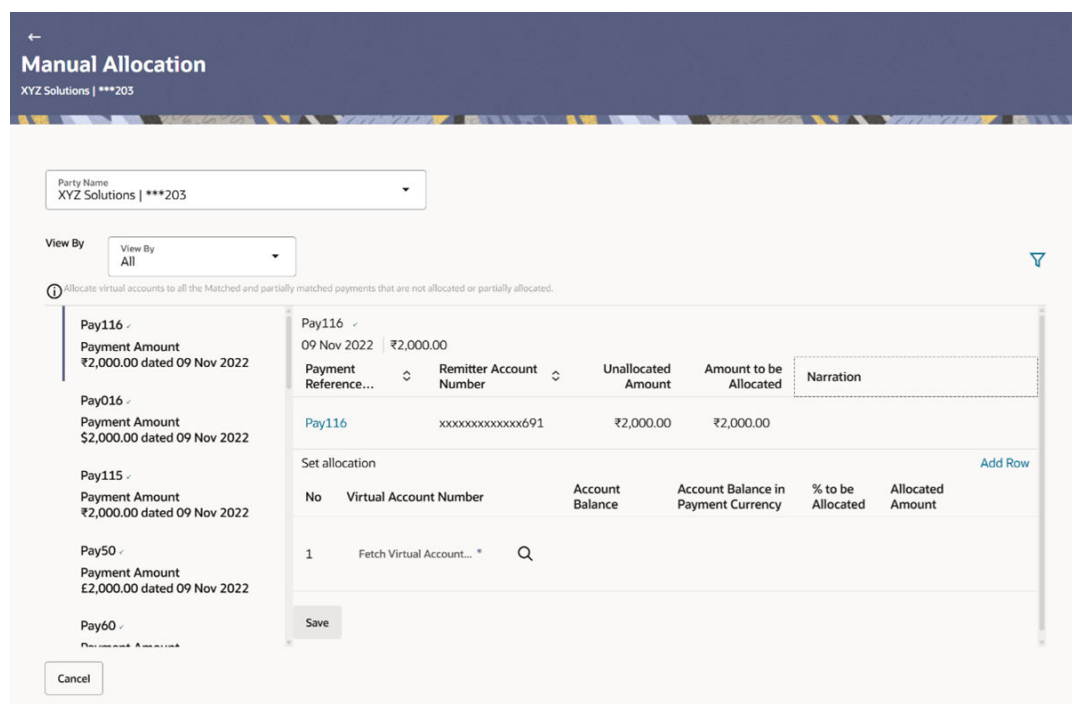 Manual Allocation
XYZ Solutions | ***203
Party Name
XYZ Solutions | ***203
View By
View By
All
Allocate virtual accounts to all the Matched and partially matched payments that are not allocated or partially allocated.
Pay116
Payment Amount
₹2,000.00 dated 09 Nov 2022
Pay016
Payment Amount
$2,000.00 dated 09 Nov 2022
Pay115
Payment Amount
₹2,000.00 dated 09 Nov 2022
Pay50
Payment Amount
£2,000.00 dated 09 Nov 2022
Pay60
Payment Amount
Pay116
09 Nov 2022 ₹2,000.00
Payment Reference... Remitter Account Number Unallocated Amount Amount to be Allocated Narration
Pay116 xxxxxxxxxxxxx691 ₹2,000.00 ₹2,000.00
Set allocation Add Row
No Virtual Account Number Account Balance Account Balance in Payment Currency % to be Allocated Allocated Amount
1 Fetch Virtual Account... *
Save
Cancel